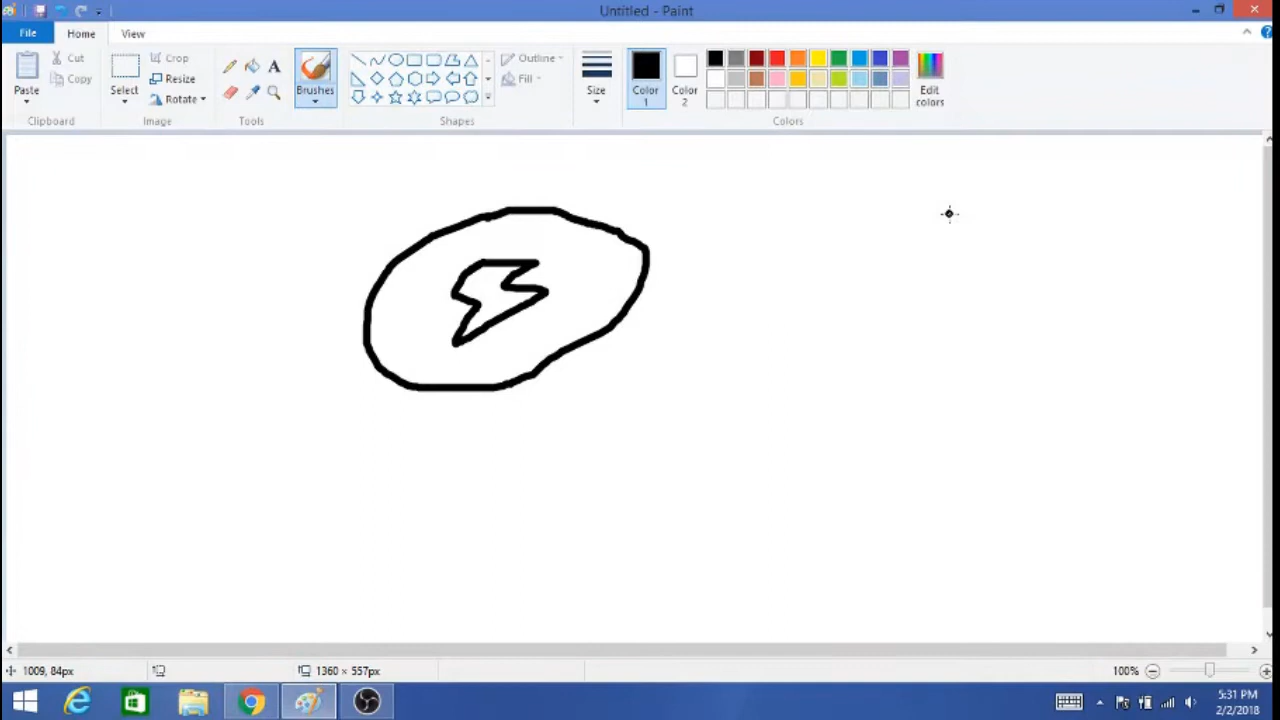 Untitled - Paint
File Home View
Paste
Cut
Copy
Clipboard
Select
Crop
Resize
Rotate
Image
A
Tools
Brushes
Outline
Fill
Shapes
Size
Color 1
Color 2
Edit colors
Colors
1009, 84px
1360 × 557px
100%
5:31 PM
2/2/2018